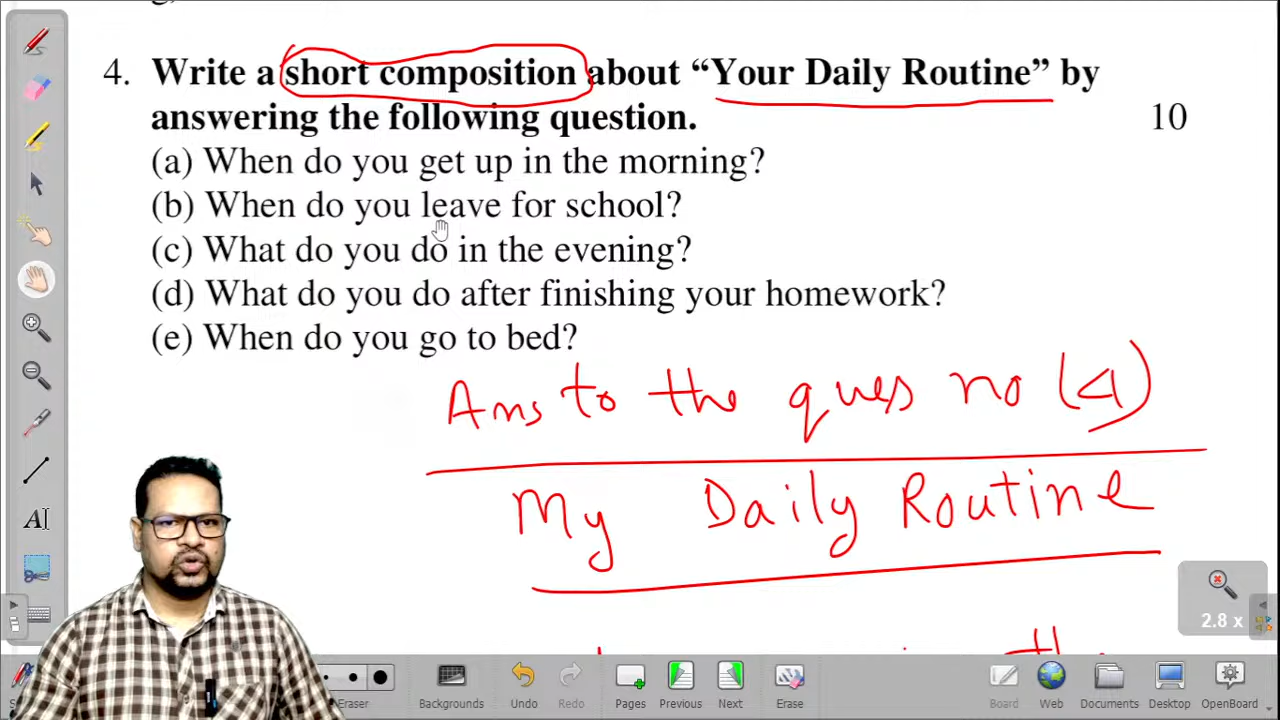 4. Write a short composition about “Your Daily Routine” by
answering the following question. 10
(a) When do you get up in the morning?
(b) When do you leave for school?
(c) What do you do in the evening?
(d) What do you do after finishing your homework?
(e) When do you go to bed?
Ans to the ques no (4)
My Daily Routine
the
2.8 x
Eraser Backgrounds Undo Redo Pages Previous Next Erase Board Web Documents Desktop OpenBoard